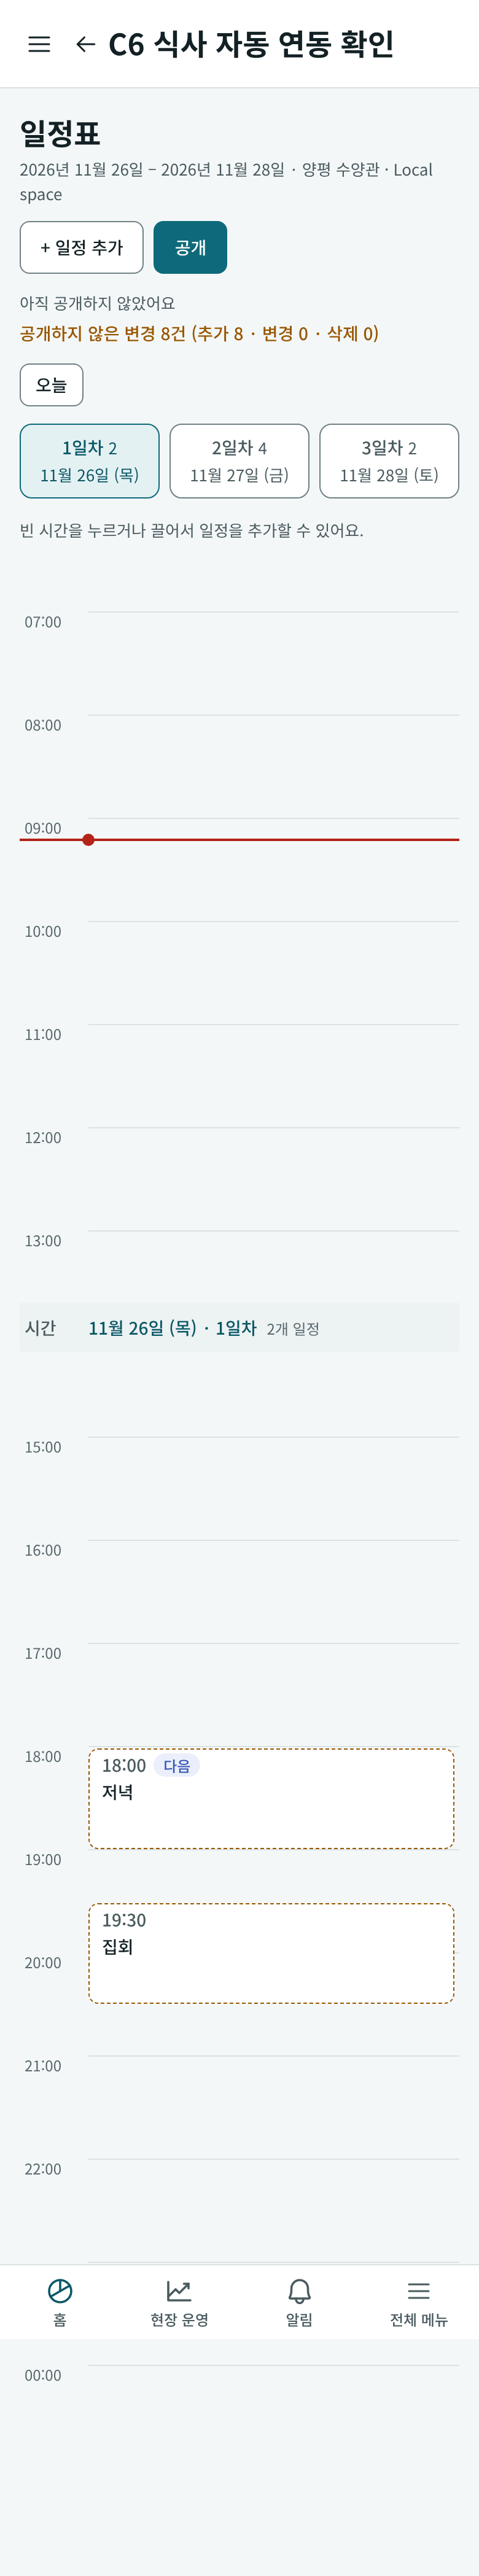 C6 식사 자동 연동 확인
일정표
2026년 11월 26일 – 2026년 11월 28일 · 양평 수양관 · Local
space
+ 일정 추가
공개
아직 공개하지 않았어요
공개하지 않은 변경 8건 (추가 8 · 변경 0 · 삭제 0)
오늘
1일차 2
11월 26일 (목)
2일차 4
11월 27일 (금)
3일차 2
11월 28일 (토)
빈 시간을 누르거나 끌어서 일정을 추가할 수 있어요.
07:00
08:00
09:00
10:00
11:00
12:00
13:00
시간 11월 26일 (목) · 1일차 2개 일정
15:00
16:00
17:00
18:00
18:00 다음
저녁
19:00
19:30
집회
20:00
21:00
22:00
홈
현장 운영
알림
전체 메뉴
00:00